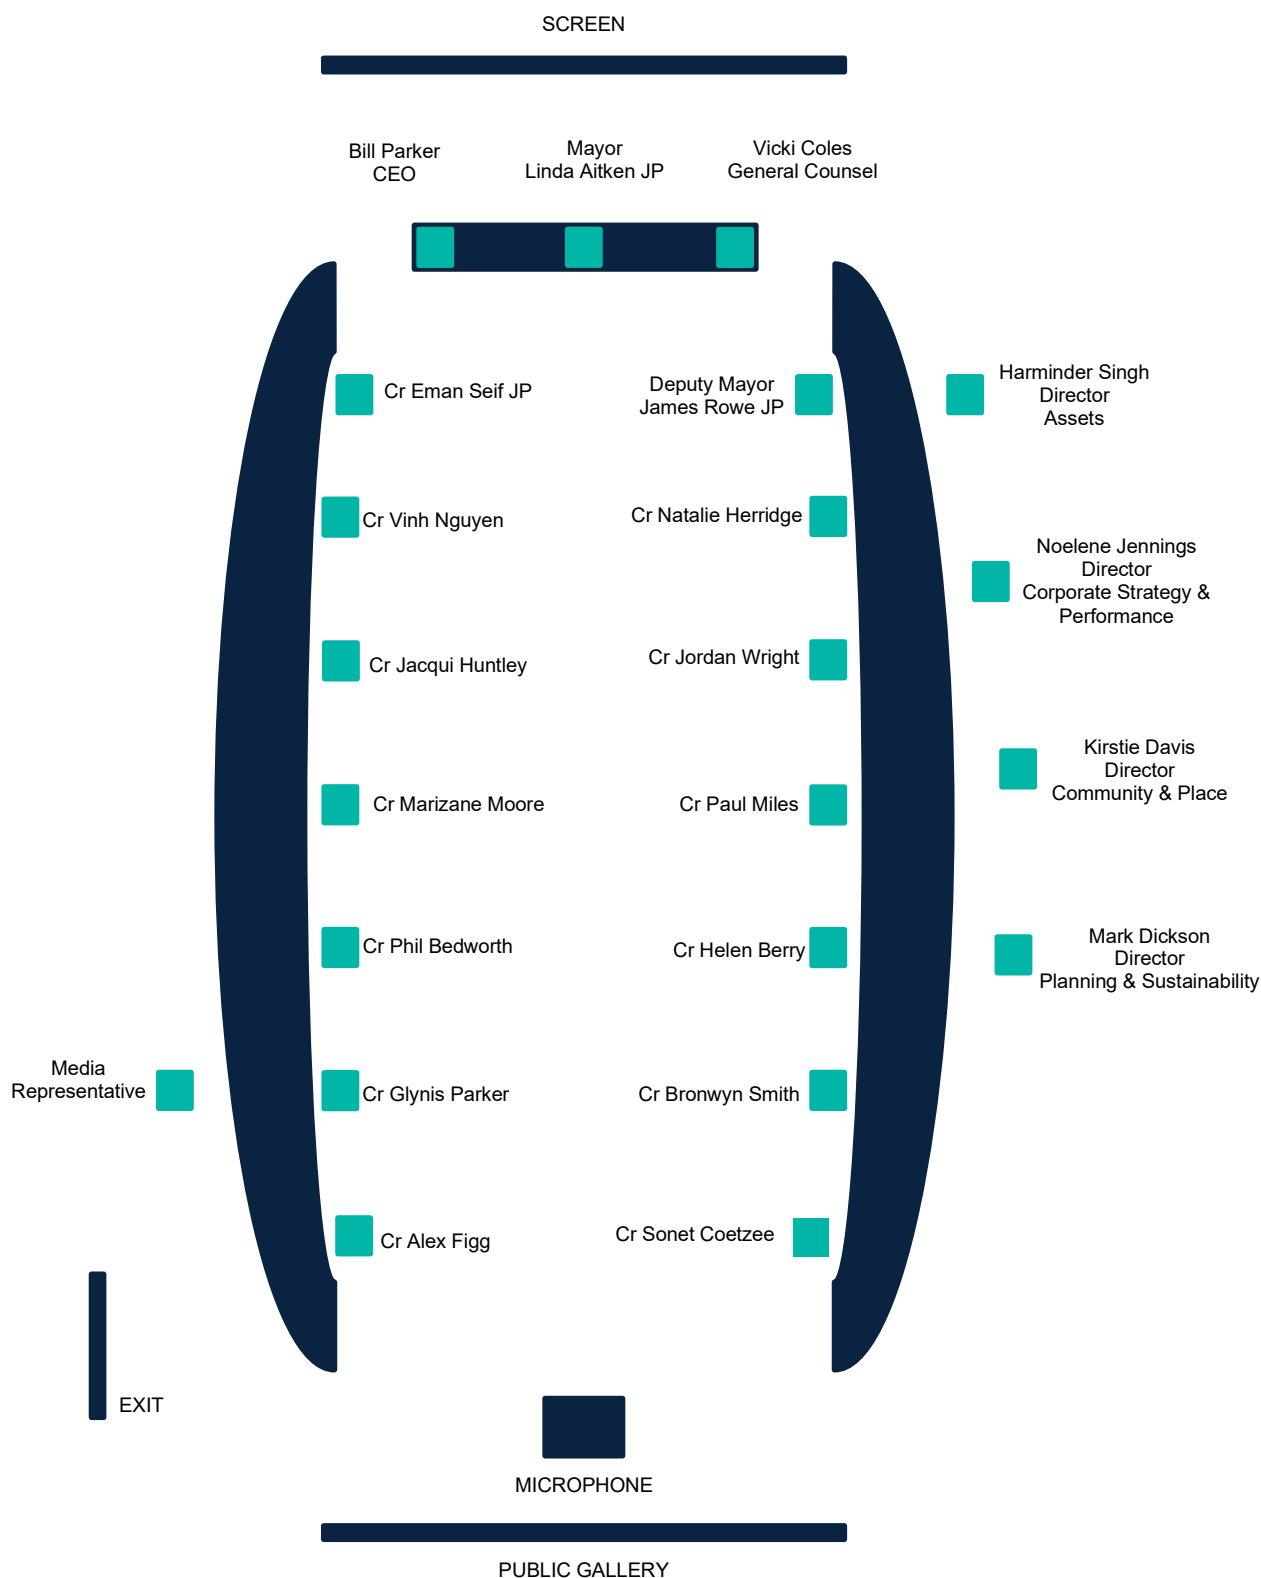 SCREEN
Bill Parker
CEO
Mayor
Linda Aitken JP
Vicki Coles
General Counsel
Cr Eman Seif JP
Deputy Mayor
James Rowe JP
Harminder Singh
Director
Assets
Cr Vinh Nguyen
Cr Natalie Herridge
Noelene Jennings
Director
Corporate Strategy &
Performance
Cr Jacqui Huntley
Cr Jordan Wright
Kirstie Davis
Director
Community & Place
Cr Marizane Moore
Cr Paul Miles
Cr Phil Bedworth
Cr Helen Berry
Mark Dickson
Director
Planning & Sustainability
Media
Representative
Cr Glynis Parker
Cr Bronwyn Smith
Cr Alex Figg
Cr Sonet Coetzee
EXIT
MICROPHONE
PUBLIC GALLERY